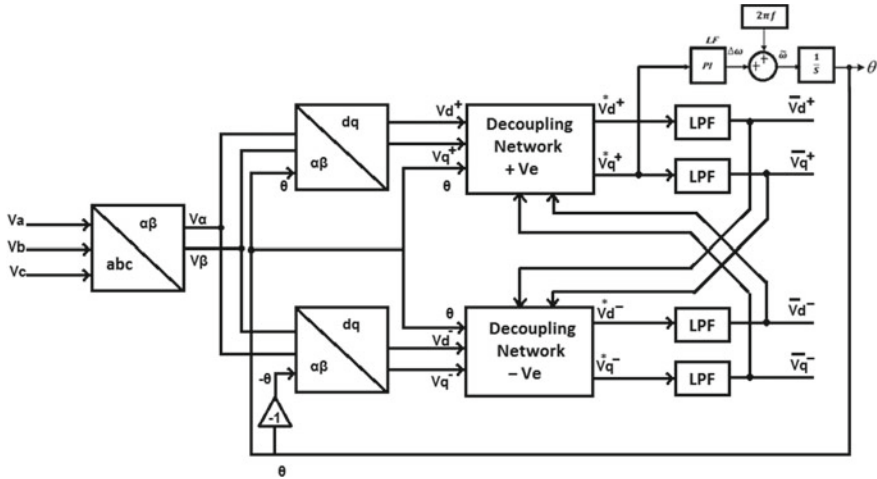 2πf
LF
PI
Δω
+
+
ω̃
1
S
θ
dq
αβ
θ
Vd+
Vq+
θ
Decoupling
Network
+ Ve
V*d+
V*q+
LPF
LPF
V̄d+
V̄q+
Va
Vb
Vc
αβ
abc
Vα
Vβ
dq
αβ
-θ
-1
θ
θ
Vd-
Vq-
Decoupling
Network
– Ve
V*d–
V*q–
LPF
LPF
V̄d–
V̄q–